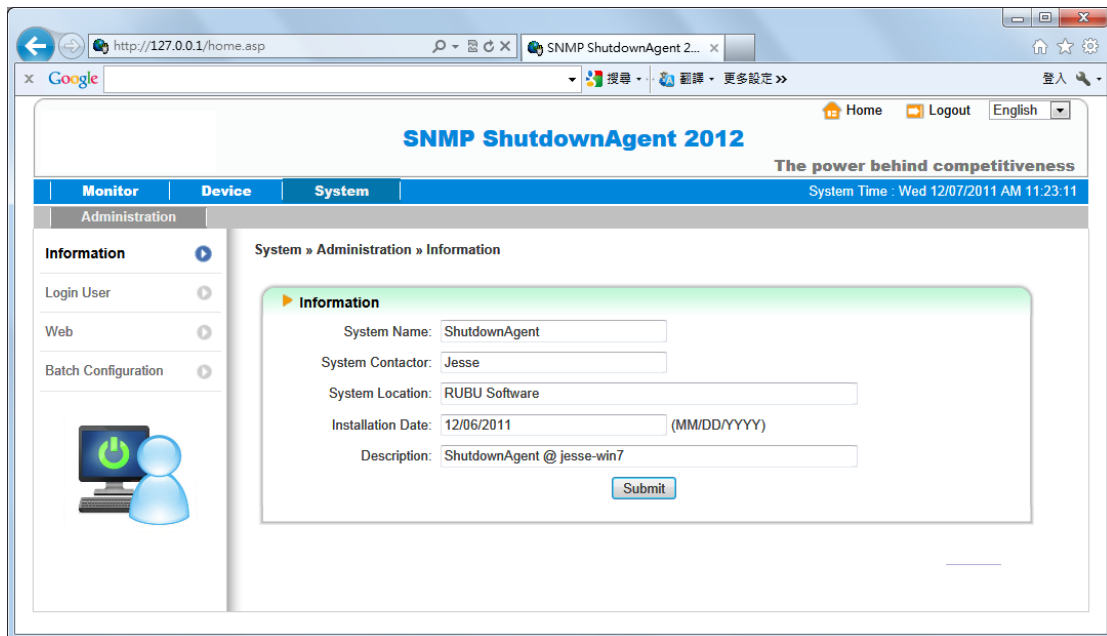 http://127.0.0.1/home.asp
SNMP ShutdownAgent 2...
x Google 搜尋 翻譯 更多設定 » 登入
Home Logout English
SNMP ShutdownAgent 2012
The power behind competitiveness
Monitor Device System System Time : Wed 12/07/2011 AM 11:23:11
Administration
Information
Login User
Web
Batch Configuration
System » Administration » Information
Information
System Name: ShutdownAgent
System Contactor: Jesse
System Location: RUBU Software
Installation Date: 12/06/2011 (MM/DD/YYYY)
Description: ShutdownAgent @ jesse-win7
Submit